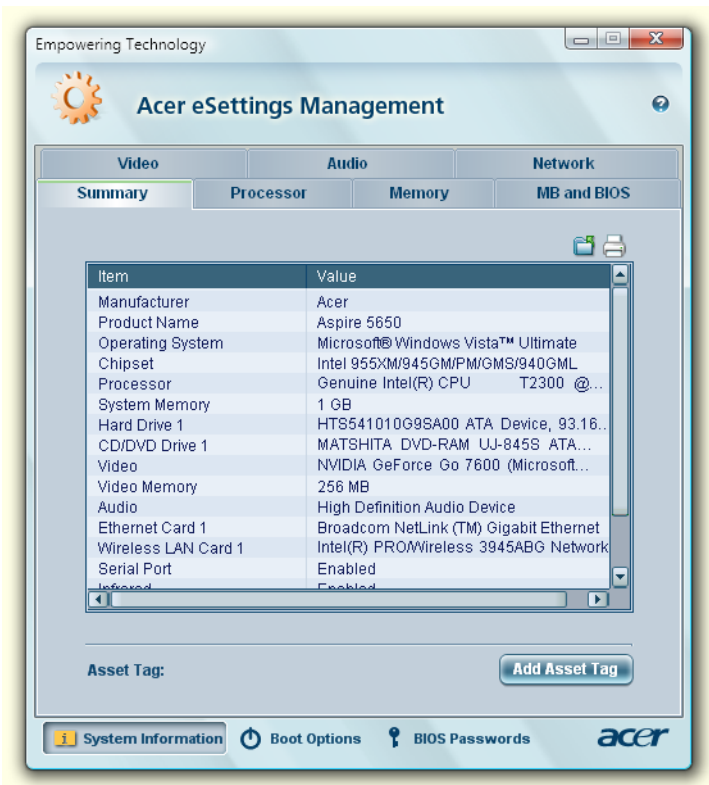 Empowering Technology
Acer eSettings Management
Video Audio Network
Summary Processor Memory MB and BIOS
Item Value
Manufacturer Acer
Product Name Aspire 5650
Operating System Microsoft® Windows Vista™ Ultimate
Chipset Intel 955XM/945GM/PM/GMS/940GML
Processor Genuine Intel(R) CPU T2300 @...
System Memory 1 GB
Hard Drive 1 HTS541010G9SA00 ATA Device, 93.16..
CD/DVD Drive 1 MATSHITA DVD-RAM UJ-845S ATA...
Video NVIDIA GeForce Go 7600 (Microsoft...
Video Memory 256 MB
Audio High Definition Audio Device
Ethernet Card 1 Broadcom NetLink (TM) Gigabit Ethernet
Wireless LAN Card 1 Intel(R) PRO/Wireless 3945ABG Network
Serial Port Enabled
Infrared Enabled
Asset Tag: Add Asset Tag
System Information Boot Options BIOS Passwords acer